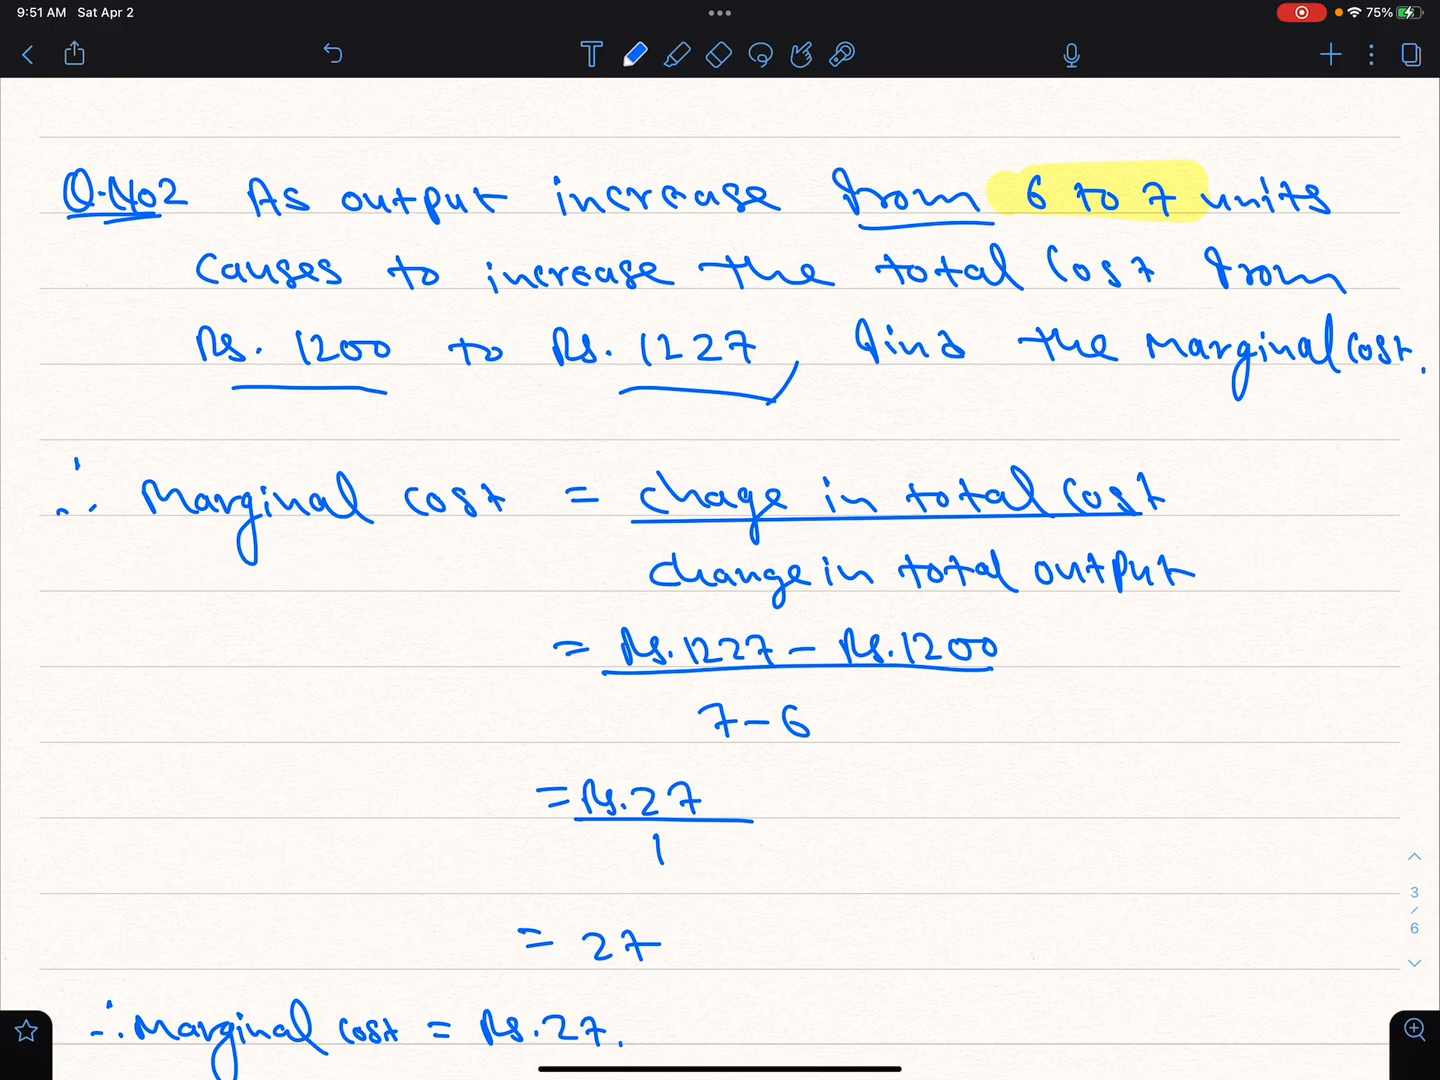 9:51 AM Sat Apr 2
75%
Q.No2 As output increase from 6 to 7 units
causes to increase the total cost from
Rs. 1200 to Rs. 1227, find the marginal cost.
∴ Marginal cost = chage in total cost
change in total output
= Rs.1227 - Rs.1200
7-6
= Rs.27
1
= 27
∴ Marginal cost = Rs.27.
3
/
6